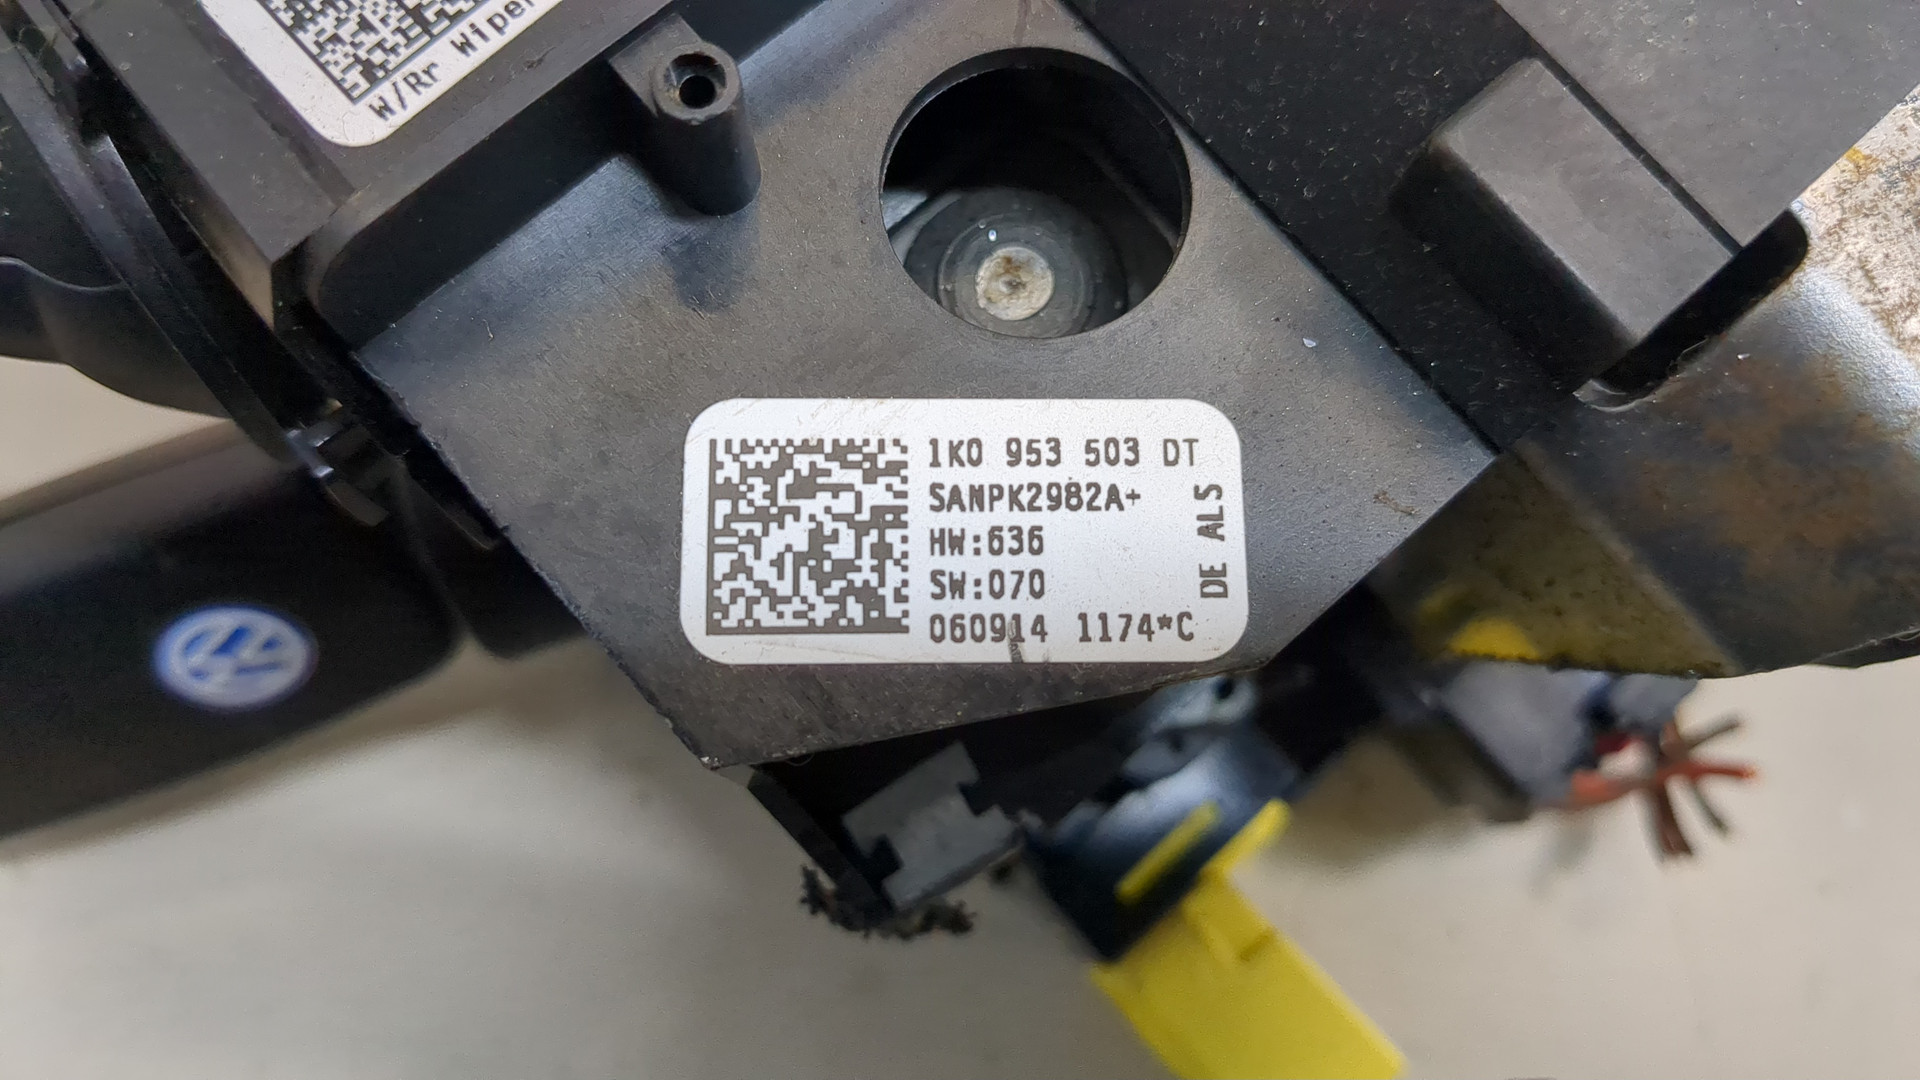 W/Rr Wiper
1K0 953 503 DT
SANPK2982A+
HW:636
SW:070
060914 1174*C
DE ALS